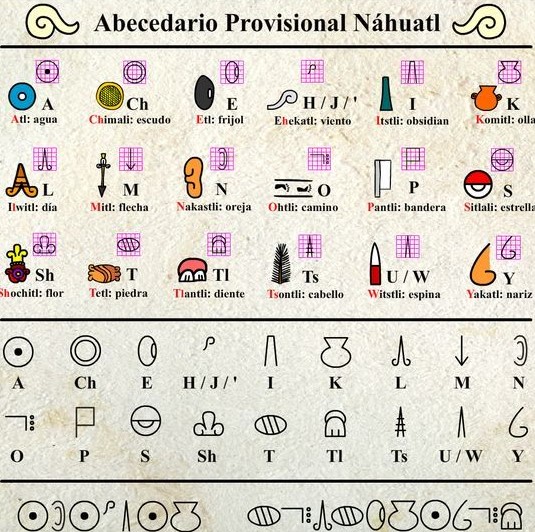 Abecedario Provisional Náhuatl
A Ch E H / J / ' I K
Atl: agua Chimali: escudo Etl: frijol Ehekatl: viento Itstli: obsidian Komitl: olla
L M N O P S
Ilwitl: día Mitl: flecha Nakastli: oreja Ohtli: camino Pantli: bandera Sitlali: estrella
Sh T Tl Ts U / W Y
Shochitl: flor Tetl: piedra Tlantli: diente Tsontli: cabello Witstli: espina Yakatl: nariz
A Ch E H / J / ' I K L M N
O P S Sh T Tl Ts U / W Y